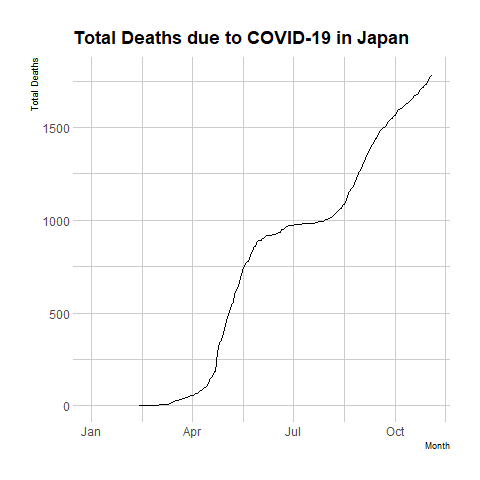 Total Deaths due to COVID-19 in Japan
Total Deaths
1500
1000
500
0
Jan Apr Jul Oct
Month